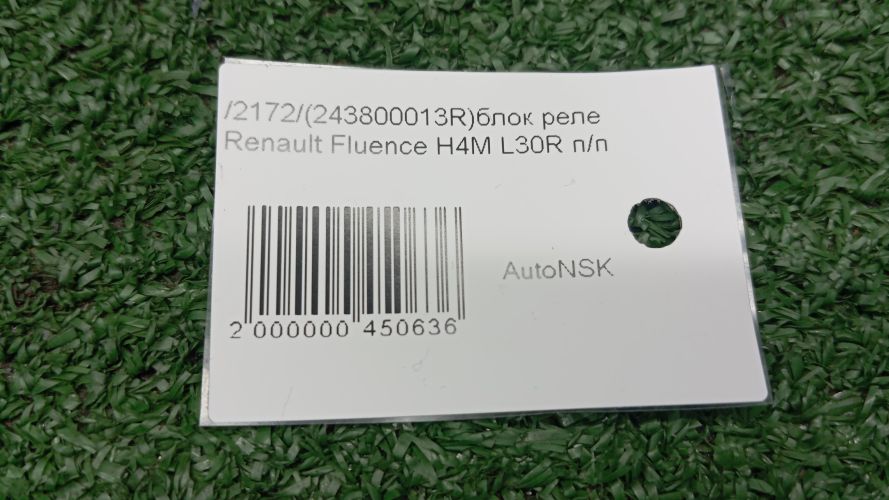 /2172/(243800013R)блок реле
Renault Fluence H4M L30R п/п
AutoNSK
2 000000 450636